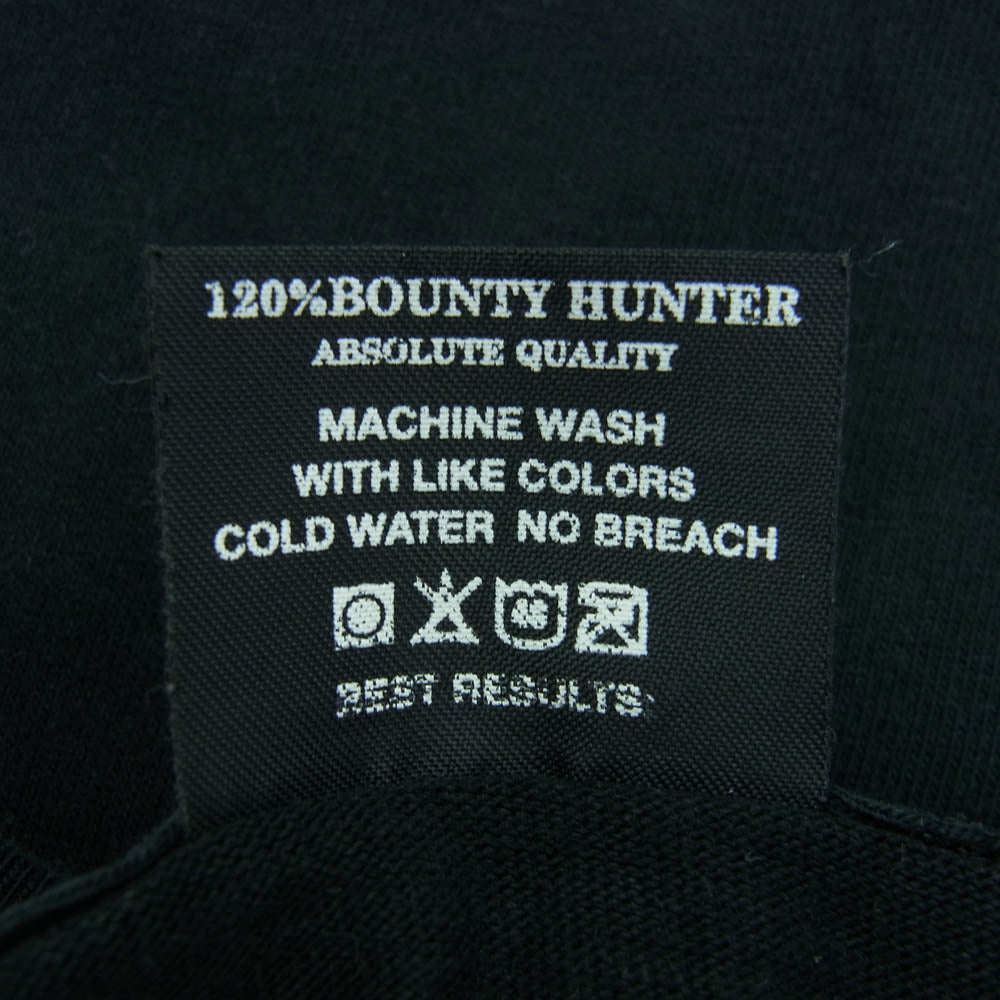 120%BOUNTY HUNTER
ABSOLUTE QUALITY
MACHINE WASH
WITH LIKE COLORS
COLD WATER NO BREACH
BEST RESULTS